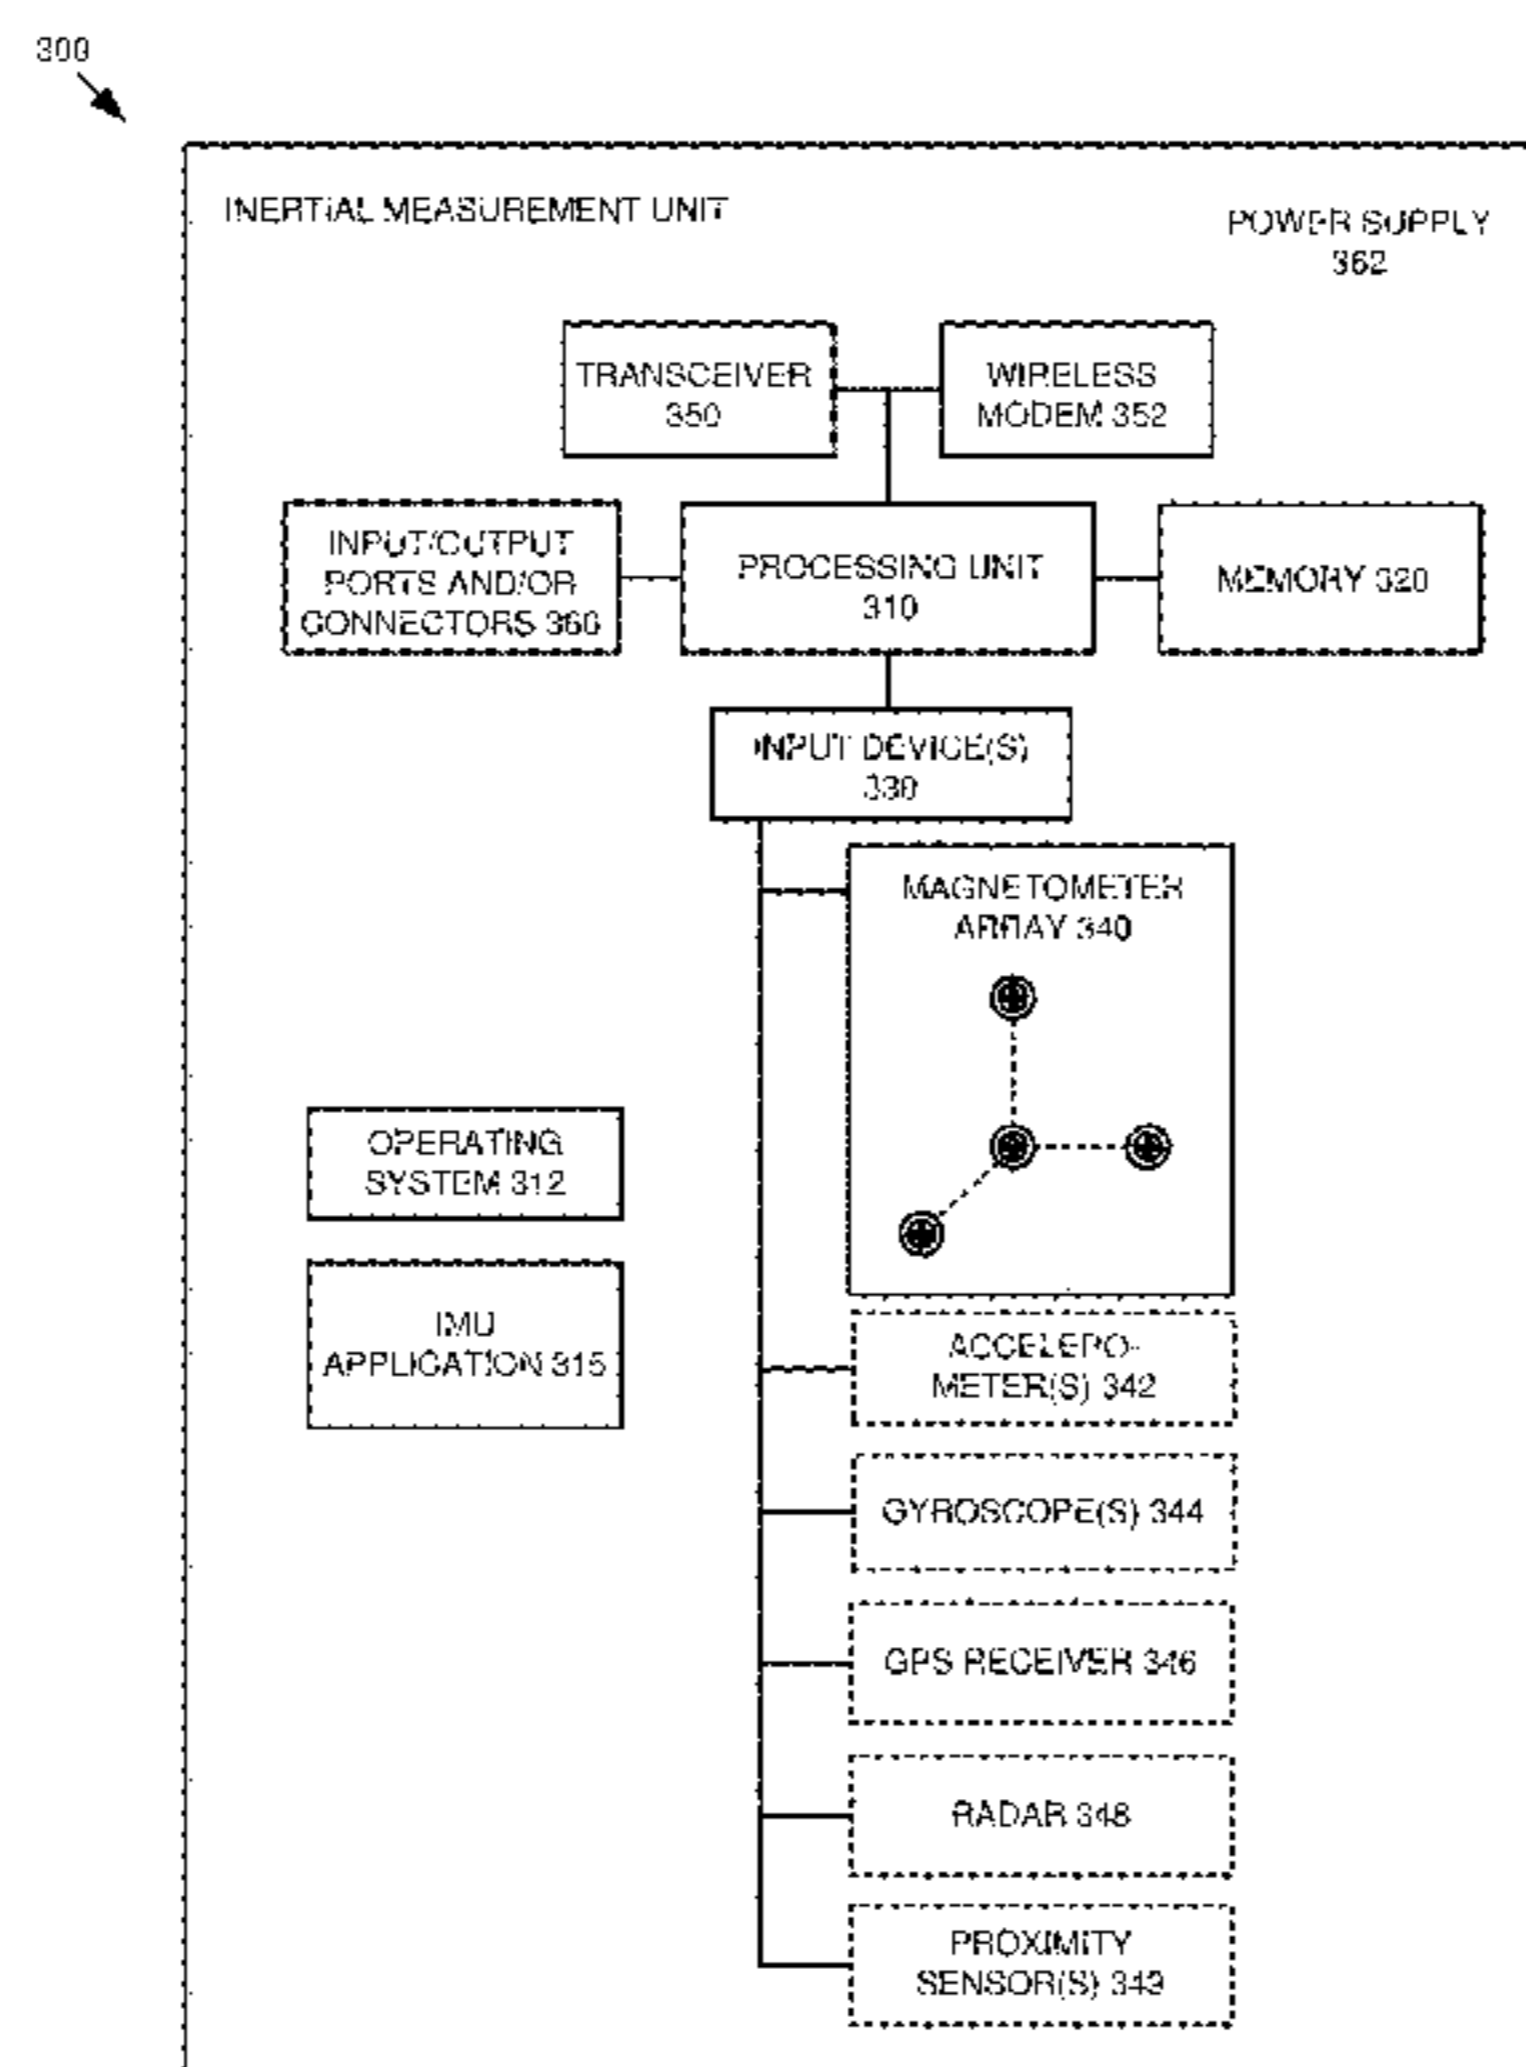 300
INERTIAL MEASUREMENT UNIT
POWER SUPPLY
362
TRANSCEIVER
350
WIRELESS
MODEM 352
INPUT/OUTPUT
PORTS AND/OR
CONNECTORS 360
PROCESSING UNIT
310
MEMORY 320
INPUT DEVICE(S)
330
MAGNETOMETER
ARRAY 340
OPERATING
SYSTEM 312
IMU
APPLICATION 315
ACCELERO-
METER(S) 342
GYROSCOPE(S) 344
GPS RECEIVER 346
RADAR 348
PROXIMITY
SENSOR(S)